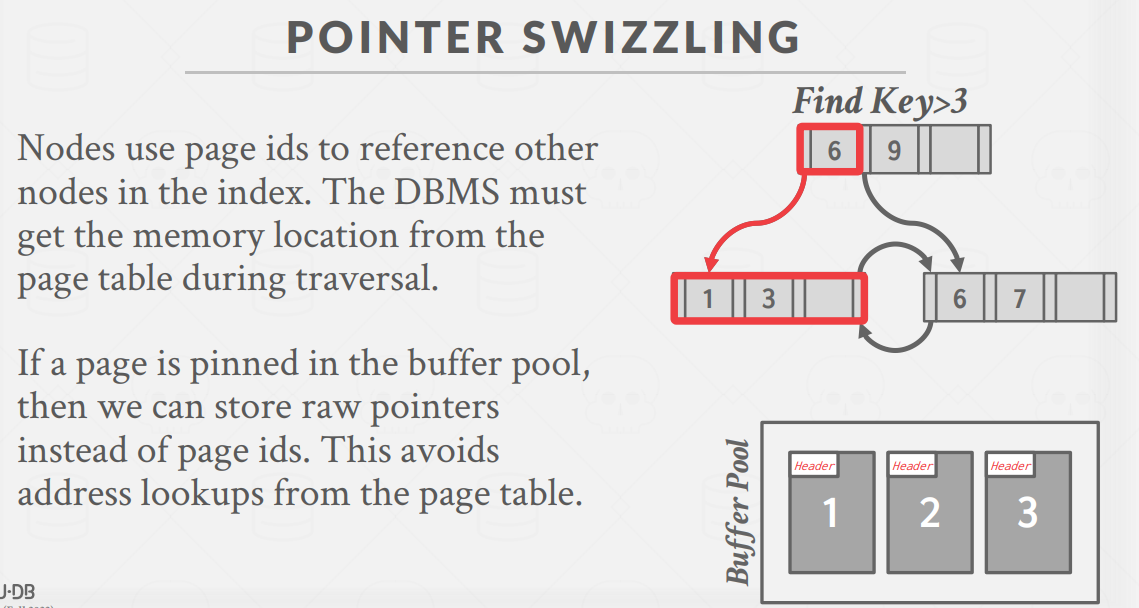 POINTER SWIZZLING
Nodes use page ids to reference other
nodes in the index. The DBMS must
get the memory location from the
page table during traversal.
If a page is pinned in the buffer pool,
then we can store raw pointers
instead of page ids. This avoids
address lookups from the page table.
Find Key>3
6 9
1 3
6 7
Buffer Pool
Header Header Header
1 2 3
U·DB